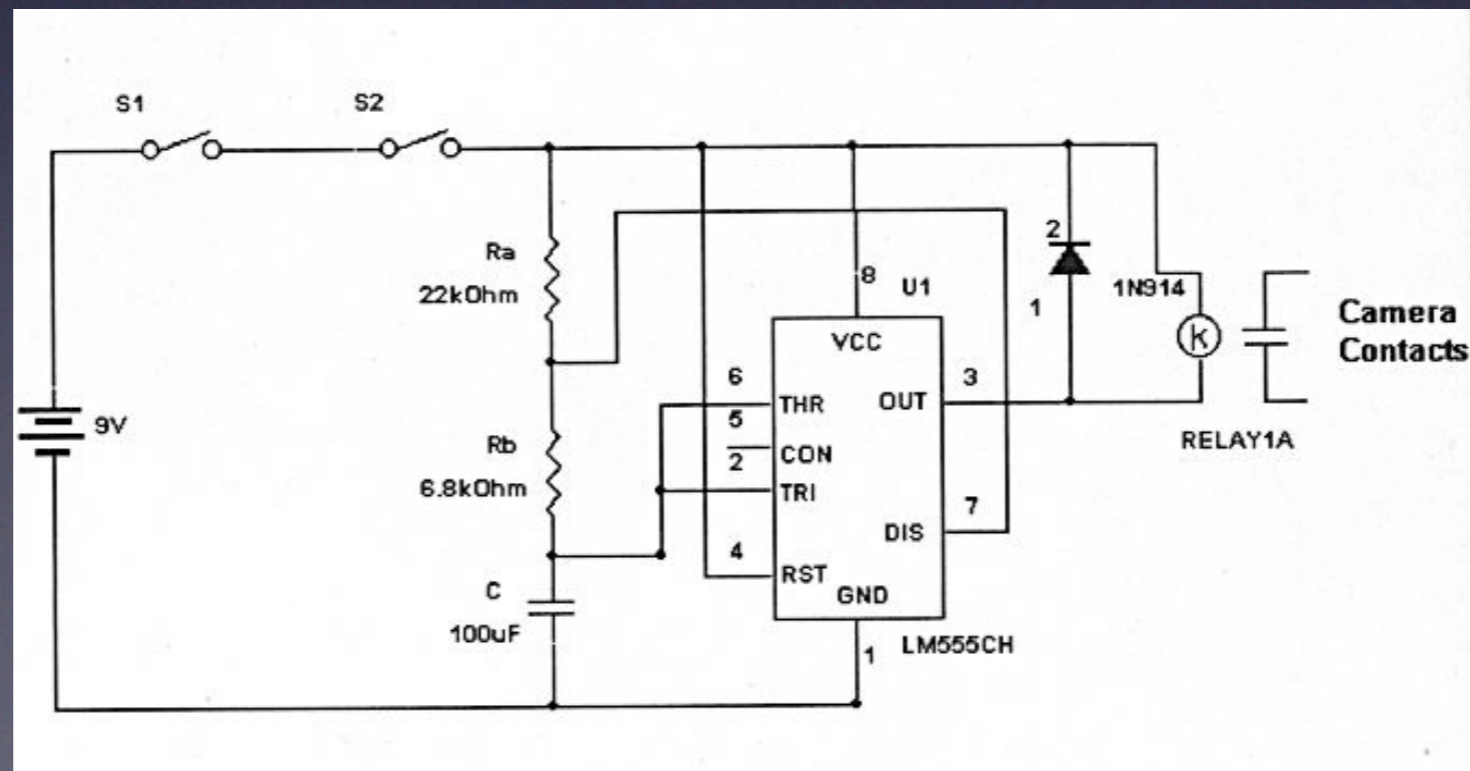 S1
S2
Ra
22kOhm
2
8
U1
1N914
1
Camera
Contacts
VCC
6
THR
3
OUT
5
9V
CON
RELAY1A
Rb
6.8kOhm
2
TRI
7
DIS
4
RST
C
GND
100uF
1
LM555CH
K